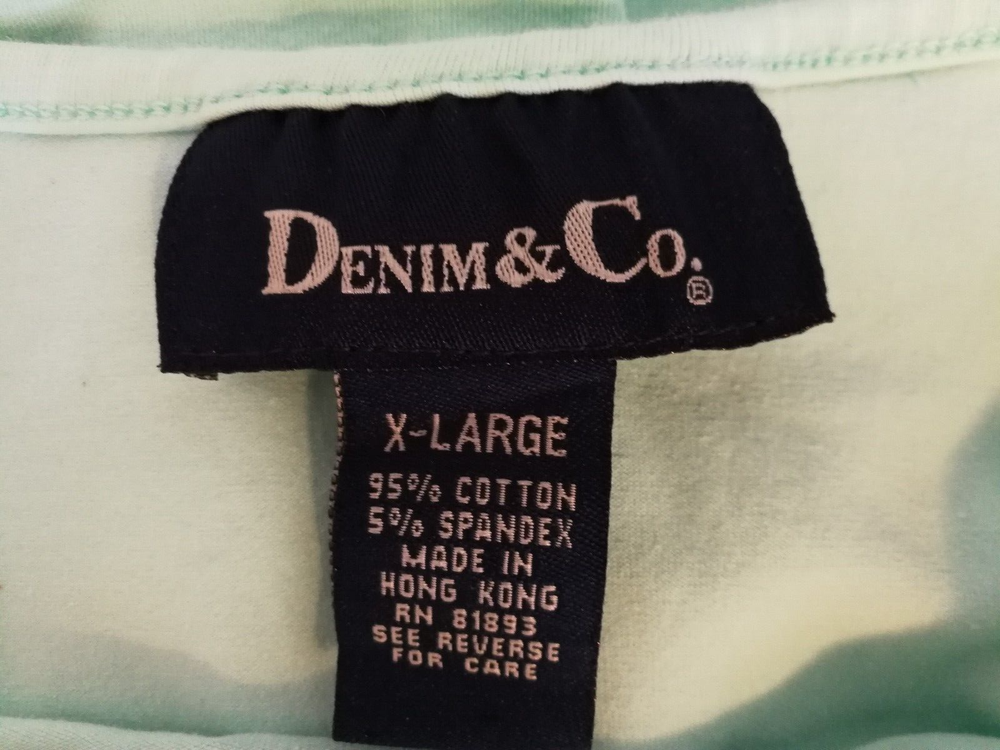 DENIM & CO.®
X-LARGE
95% COTTON
5% SPANDEX
MADE IN
HONG KONG
RN 81893
SEE REVERSE
FOR CARE